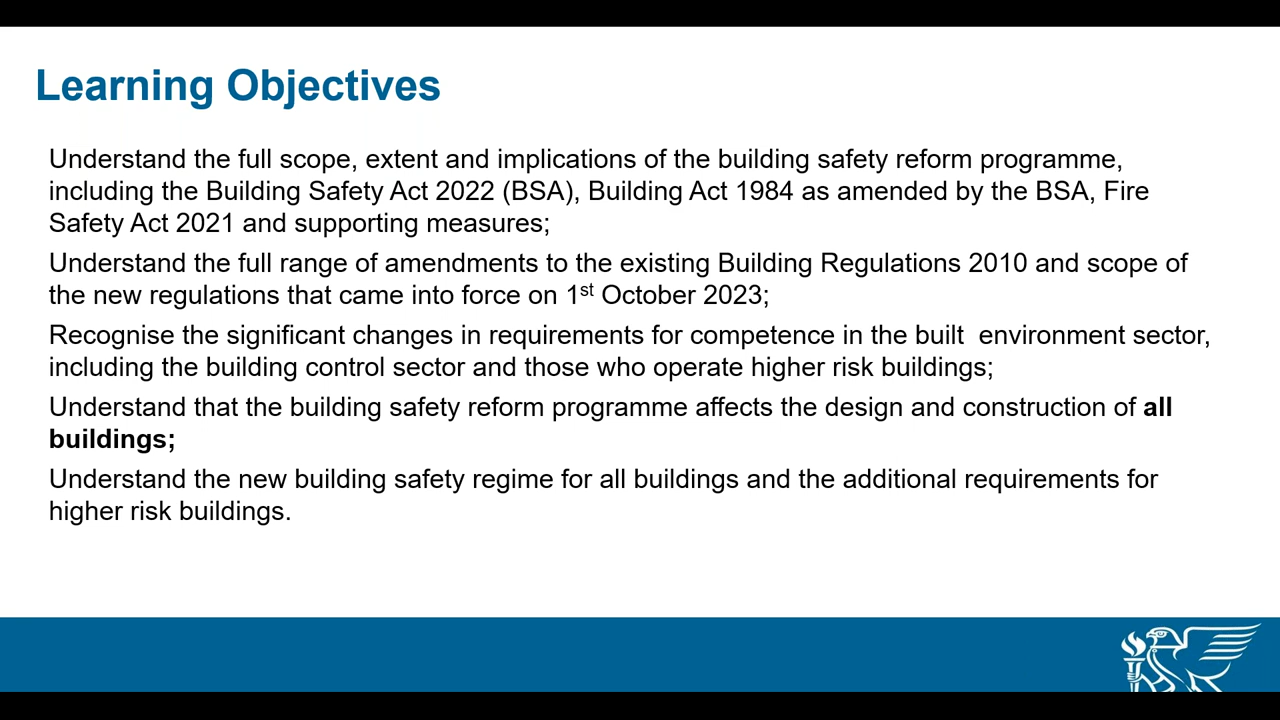 Learning Objectives
Understand the full scope, extent and implications of the building safety reform programme,
including the Building Safety Act 2022 (BSA), Building Act 1984 as amended by the BSA, Fire
Safety Act 2021 and supporting measures;
Understand the full range of amendments to the existing Building Regulations 2010 and scope of
the new regulations that came into force on 1st October 2023;
Recognise the significant changes in requirements for competence in the built  environment sector,
including the building control sector and those who operate higher risk buildings;
Understand that the building safety reform programme affects the design and construction of all
buildings;
Understand the new building safety regime for all buildings and the additional requirements for
higher risk buildings.